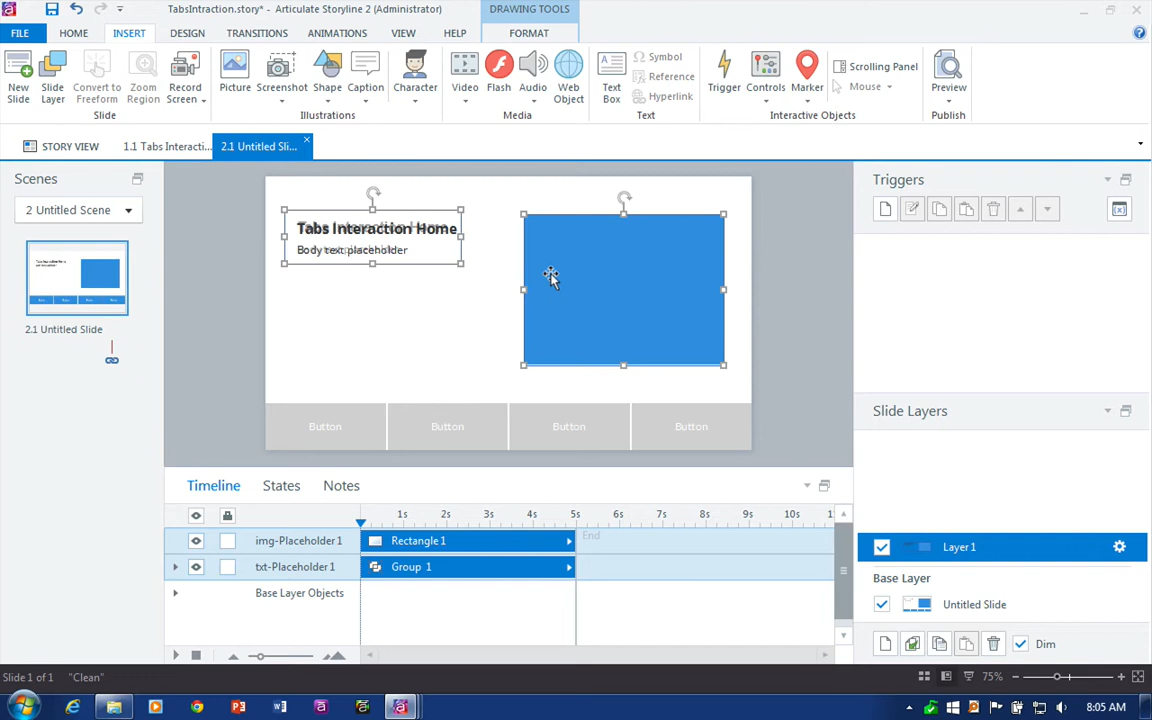 TabsIntraction.story* - Articulate Storyline 2 (Administrator)
DRAWING TOOLS
FILE HOME INSERT DESIGN TRANSITIONS ANIMATIONS VIEW HELP FORMAT
New Slide
Slide Layer
Convert to Freeform
Zoom Region
Record Screen
Picture
Screenshot
Shape
Caption
Character
Video
Flash
Audio
Web Object
Text Box
Symbol
Reference
Hyperlink
Trigger
Controls
Marker
Scrolling Panel
Mouse
Preview
Slide
Illustrations
Media
Text
Interactive Objects
Publish
STORY VIEW
1.1 Tabs Interacti...
2.1 Untitled Sli...
Scenes
2 Untitled Scene
2.1 Untitled Slide
Tabs Interaction Home
Body text placeholder
Button Button Button Button
Triggers
Slide Layers
Layer 1
Base Layer
Untitled Slide
Dim
Timeline States Notes
1s 2s 3s 4s 5s 6s 7s 8s 9s 10s
End
img-Placeholder1 Rectangle 1
txt-Placeholder1 Group 1
Base Layer Objects
Slide 1 of 1 "Clean"
75%
8:05 AM